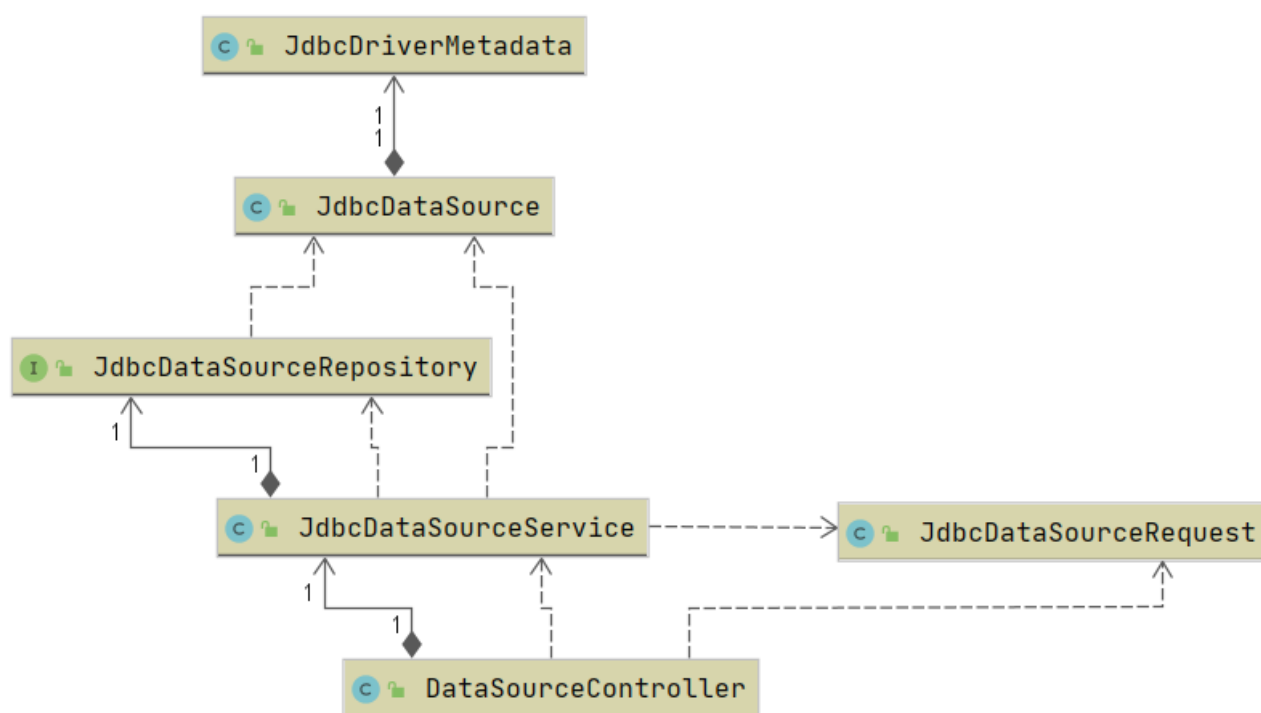 C JdbcDriverMetadata
1
1
C JdbcDataSource
I JdbcDataSourceRepository
1
1
C JdbcDataSourceService
C JdbcDataSourceRequest
1
1
C DataSourceController